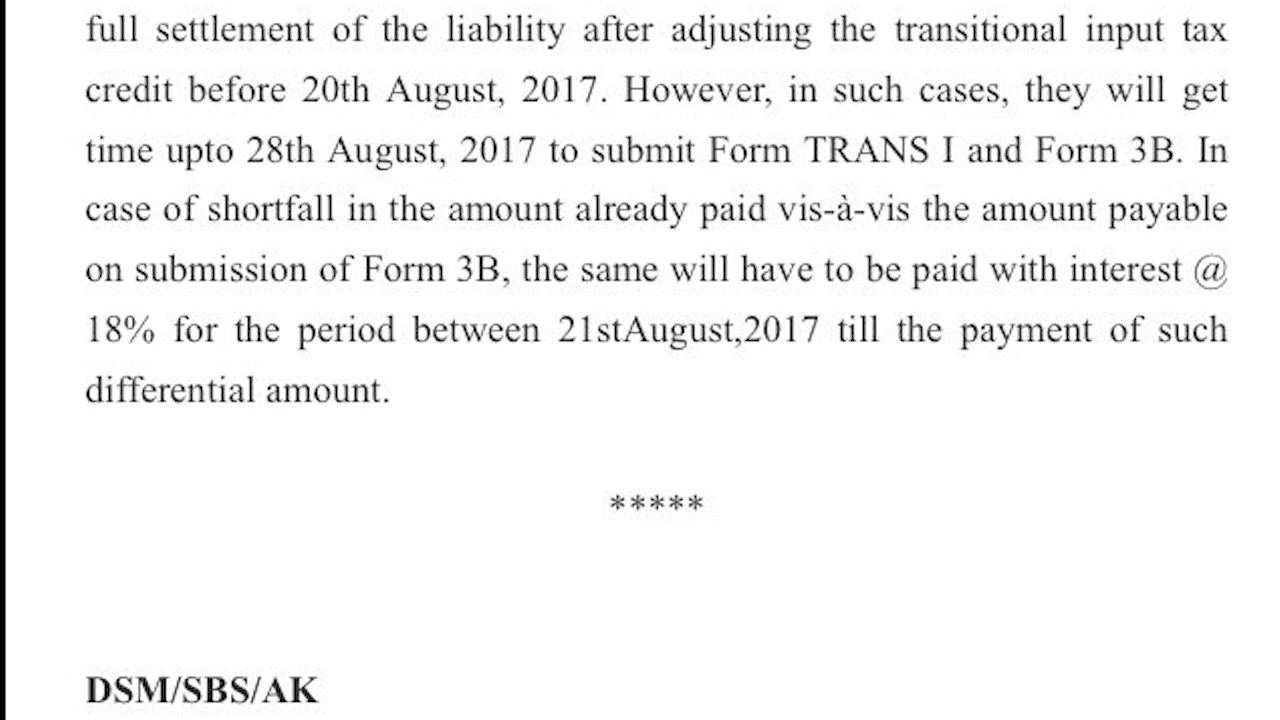 full settlement of the liability after adjusting the transitional input tax
credit before 20th August, 2017. However, in such cases, they will get
time upto 28th August, 2017 to submit Form TRANS I and Form 3B. In
case of shortfall in the amount already paid vis-à-vis the amount payable
on submission of Form 3B, the same will have to be paid with interest @
18% for the period between 21stAugust,2017 till the payment of such
differential amount.
*****
DSM/SBS/AK